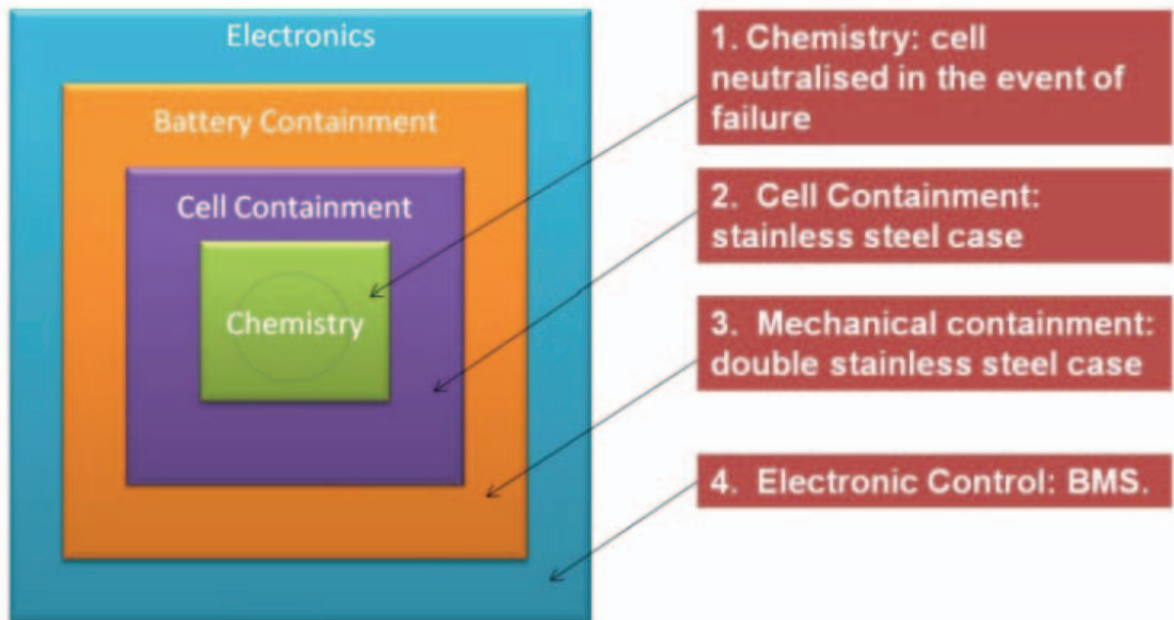 Electronics
Battery Containment
Cell Containment
Chemistry
1. Chemistry: cell
neutralised in the event of
failure
2. Cell Containment:
stainless steel case
3. Mechanical containment:
double stainless steel case
4. Electronic Control: BMS.